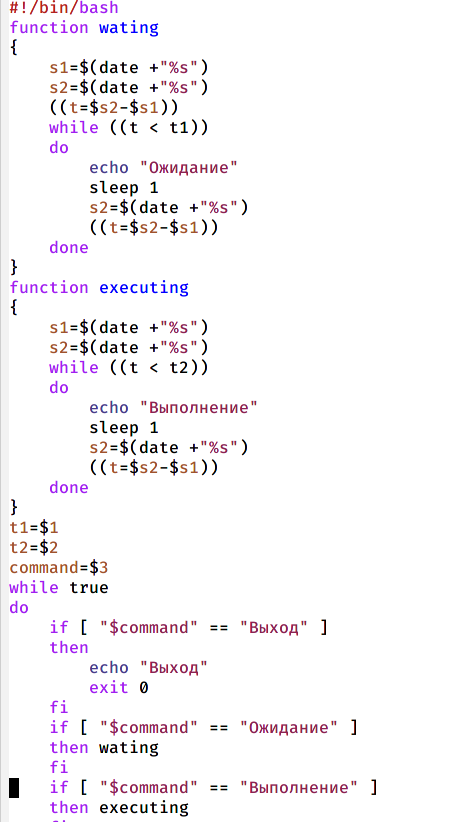 #!/bin/bash
function wating
{
    s1=$(date +"%s")
    s2=$(date +"%s")
    ((t=$s2-$s1))
    while ((t < t1))
    do
        echo "Ожидание"
        sleep 1
        s2=$(date +"%s")
        ((t=$s2-$s1))
    done
}
function executing
{
    s1=$(date +"%s")
    s2=$(date +"%s")
    while ((t < t2))
    do
        echo "Выполнение"
        sleep 1
        s2=$(date +"%s")
        ((t=$s2-$s1))
    done
}
t1=$1
t2=$2
command=$3
while true
do
    if [ "$command" == "Выход" ]
    then
        echo "Выход"
        exit 0
    fi
    if [ "$command" == "Ожидание" ]
    then wating
    fi
    if [ "$command" == "Выполнение" ]
    then executing